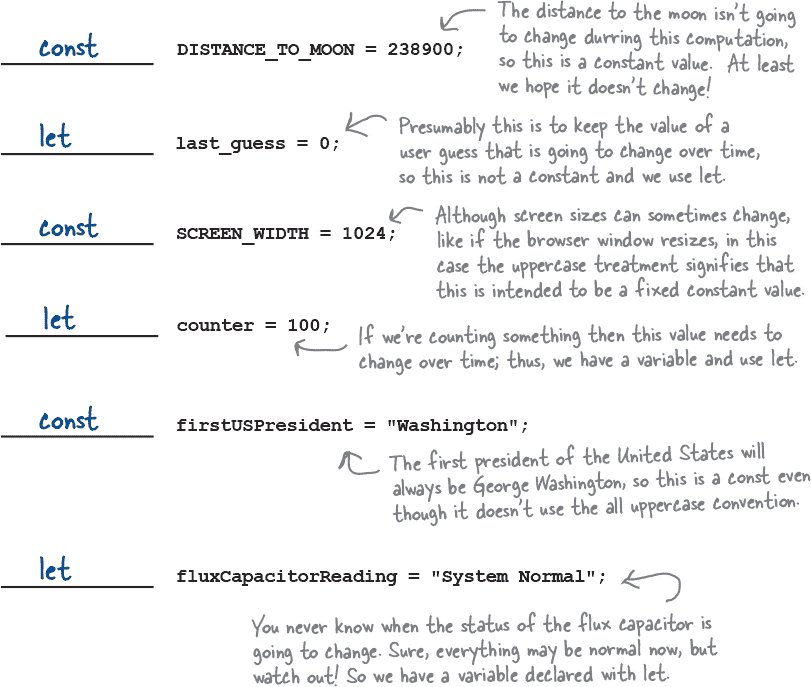 const DISTANCE_TO_MOON = 238900;
The distance to the moon isn't going
to change durring this computation,
so this is a constant value. At least
we hope it doesn't change!
let last_guess = 0;
Presumably this is to keep the value of a
user guess that is going to change over time,
so this is not a constant and we use let.
const SCREEN_WIDTH = 1024;
Although screen sizes can sometimes change,
like if the browser window resizes, in this
case the uppercase treatment signifies that
this is intended to be a fixed constant value.
let counter = 100;
If we're counting something then this value needs to
change over time; thus, we have a variable and use let.
const firstUSPresident = "Washington";
The first president of the United States will
always be George Washington, so this is a const even
though it doesn't use the all uppercase convention.
let fluxCapacitorReading = "System Normal";
You never know when the status of the flux capacitor is
going to change. Sure, everything may be normal now, but
watch out! So we have a variable declared with let.